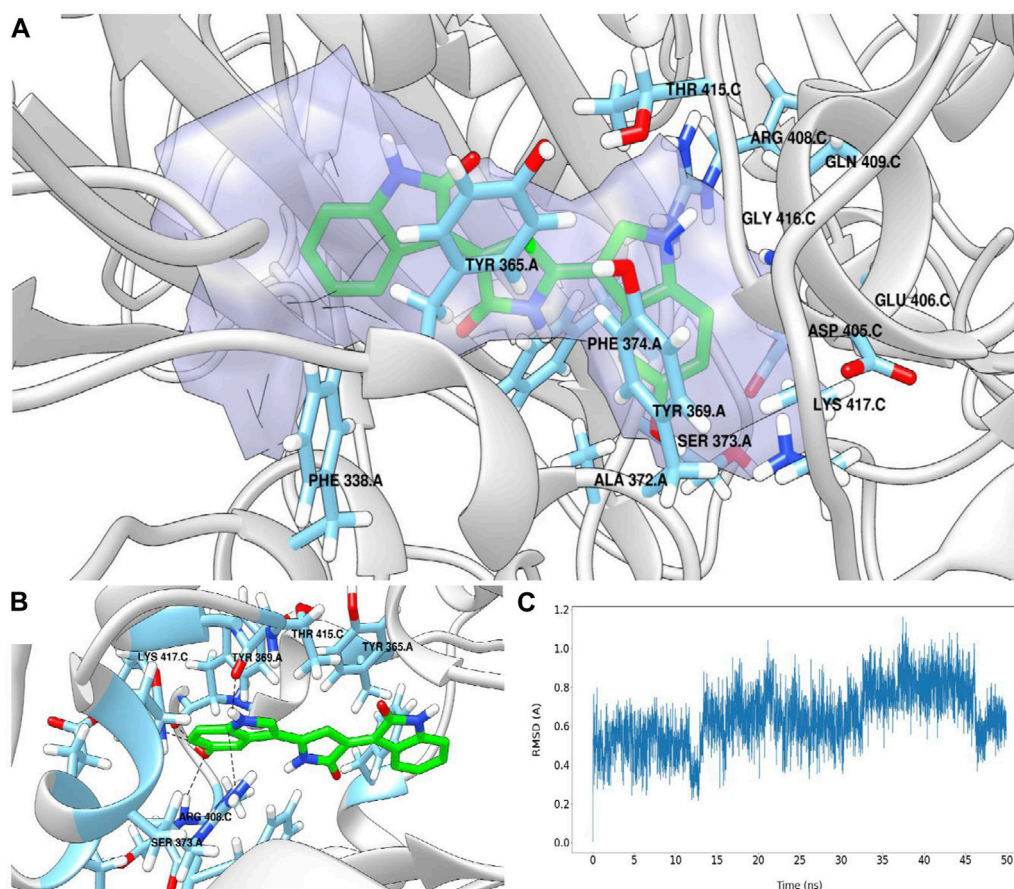 A
THR 415.C
ARG 408.C
GLN 409.C
GLY 416.C
TYR 365.A
GLU 406.C
ASP 405.C
PHE 374.A
LYS 417.C
TYR 369.A
SER 373.A
PHE 338.A
ALA 372.A
B
THR 415.C
TYR 365.A
LYS 417.C
TYR 369.A
ARG 408.C
SER 373.A
C
1.2
1.0
0.8
0.6
0.4
0.2
0.0
RMSD (A)
0 5 10 15 20 25 30 35 40 45 50
Time (ns)